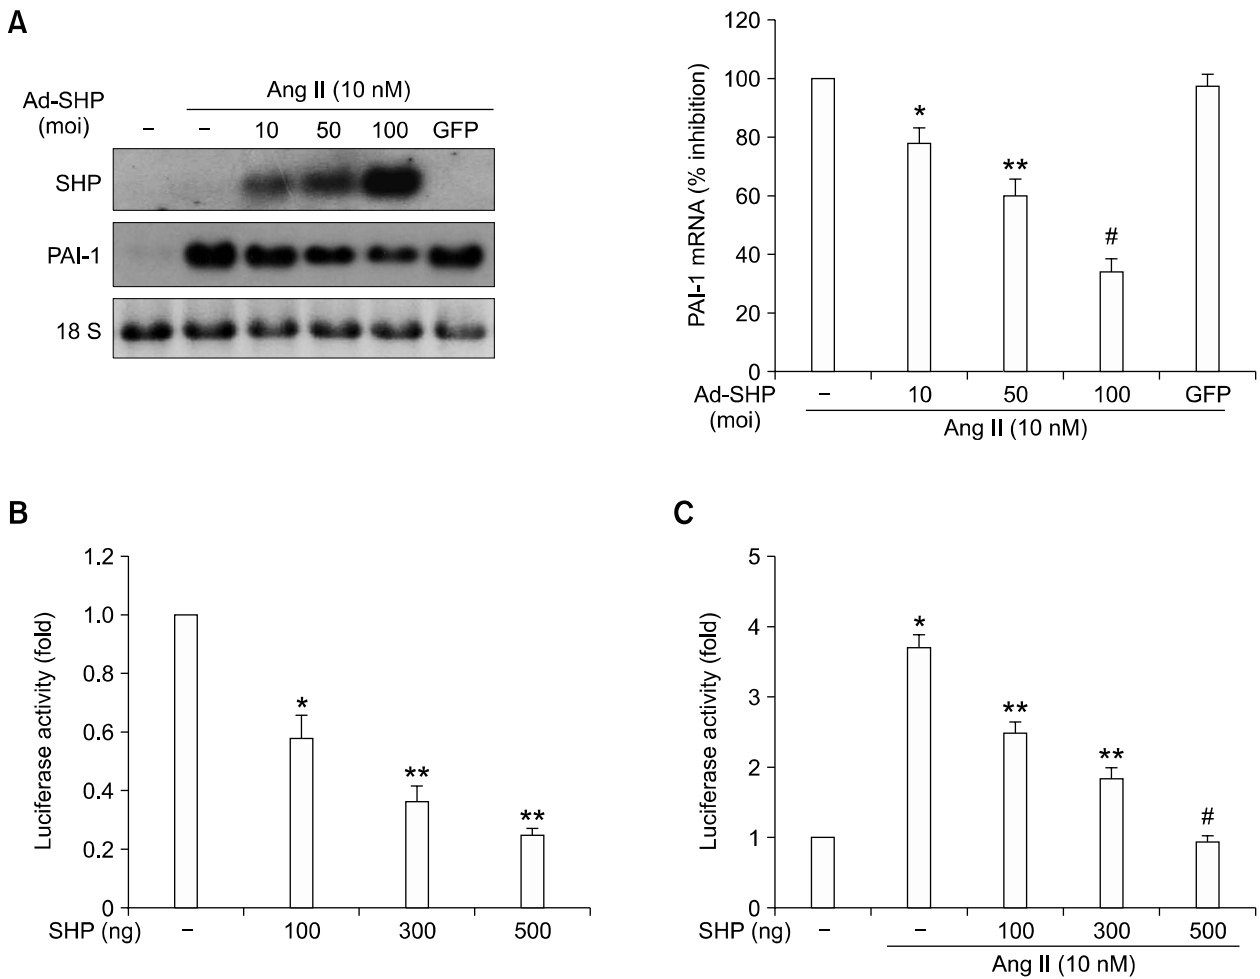 A
Ang II (10 nM)
Ad-SHP
(moi)
– – 10 50 100 GFP
SHP
PAI-1
18 S
PAI-1 mRNA (% inhibition)
120
100
80
60
40
20
0
*
**
#
Ad-SHP
(moi)
– 10 50 100 GFP
Ang II (10 nM)
B
Luciferase activity (fold)
1.2
1.0
0.8
0.6
0.4
0.2
0
*
**
**
SHP (ng) – 100 300 500
C
Luciferase activity (fold)
5
4
3
2
1
0
*
**
**
#
SHP (ng) – – 100 300 500
Ang II (10 nM)